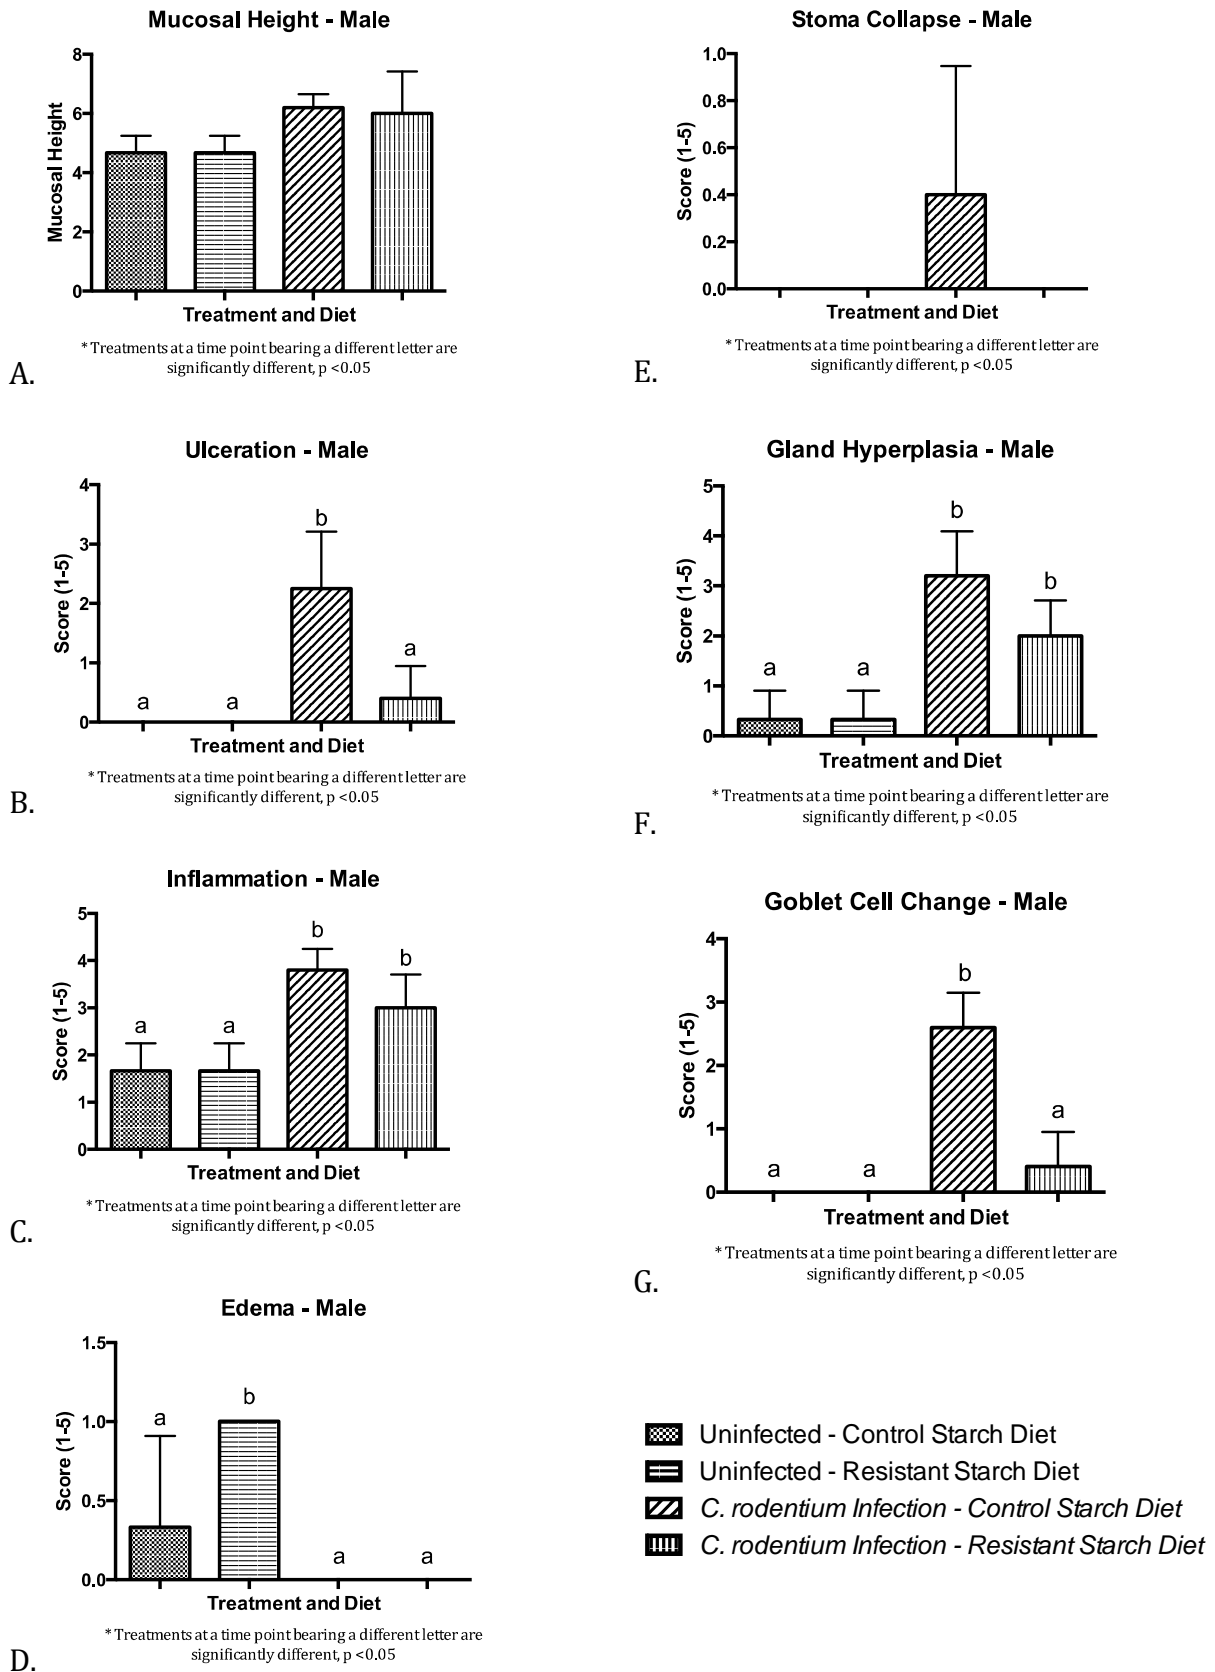 Mucosal Height - Male
8
6
4
2
0
Mucosal Height
Treatment and Diet
* Treatments at a time point bearing a different letter are
significantly different, p <0.05
A.
Ulceration - Male
4
3
2
1
0
Score (1-5)
a
a
b
a
Treatment and Diet
* Treatments at a time point bearing a different letter are
significantly different, p <0.05
B.
Inflammation - Male
5
4
3
2
1
0
Score (1-5)
a
a
b
b
Treatment and Diet
* Treatments at a time point bearing a different letter are
significantly different, p <0.05
C.
Edema - Male
1.5
1.0
0.5
0.0
Score (1-5)
a
b
a
a
Treatment and Diet
* Treatments at a time point bearing a different letter are
significantly different, p <0.05
D.
Stoma Collapse - Male
1.0
0.8
0.6
0.4
0.2
0.0
Score (1-5)
Treatment and Diet
* Treatments at a time point bearing a different letter are
significantly different, p <0.05
E.
Gland Hyperplasia - Male
5
4
3
2
1
0
Score (1-5)
a
a
b
b
Treatment and Diet
* Treatments at a time point bearing a different letter are
significantly different, p <0.05
F.
Goblet Cell Change - Male
4
3
2
1
0
Score (1-5)
a
a
b
a
Treatment and Diet
* Treatments at a time point bearing a different letter are
significantly different, p <0.05
G.
Uninfected - Control Starch Diet
Uninfected - Resistant Starch Diet
C. rodentium Infection - Control Starch Diet
C. rodentium Infection - Resistant Starch Diet